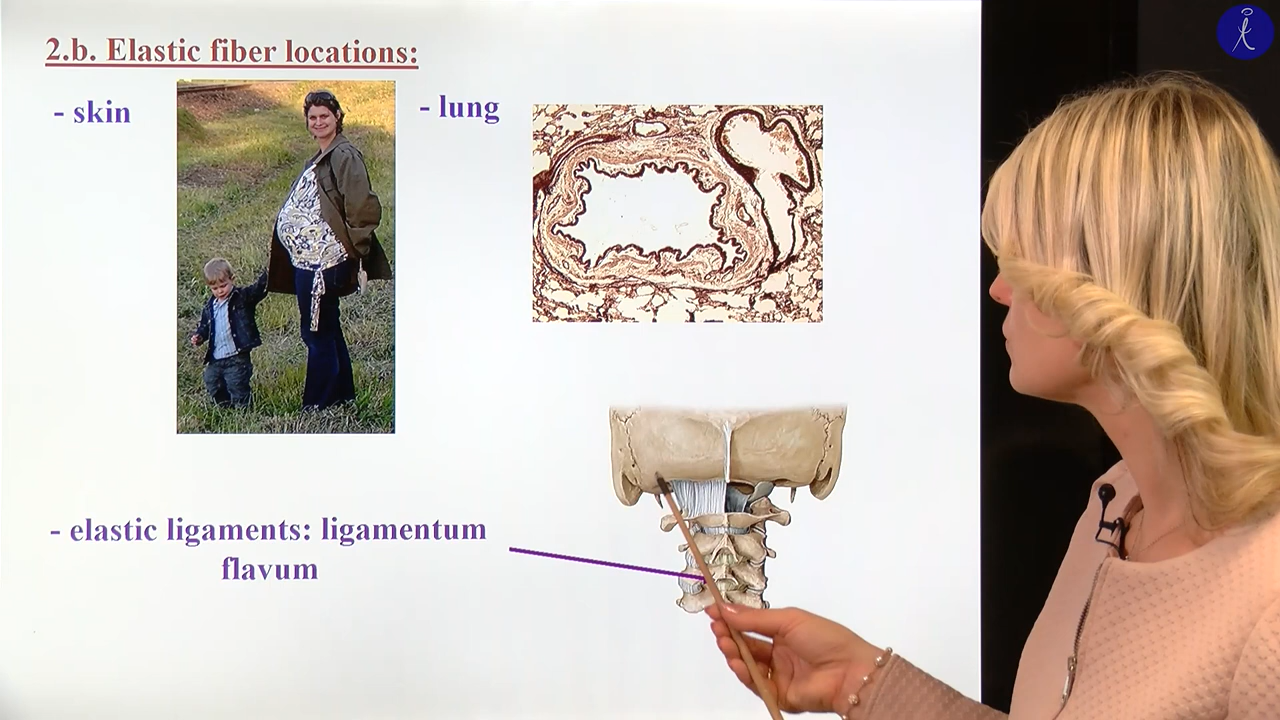 2.b. Elastic fiber locations:
- skin
- lung
- elastic ligaments: ligamentum
flavum